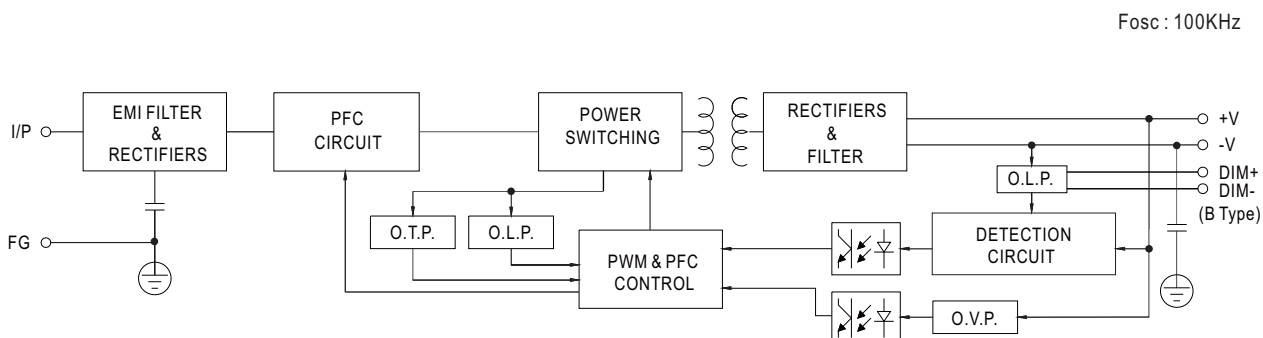 Fosc : 100KHz
I/P
EMI FILTER
&
RECTIFIERS
PFC
CIRCUIT
POWER
SWITCHING
RECTIFIERS
&
FILTER
+V
-V
DIM+
DIM-
(B Type)
O.L.P.
FG
O.T.P.
O.L.P.
PWM & PFC
CONTROL
DETECTION
CIRCUIT
O.V.P.